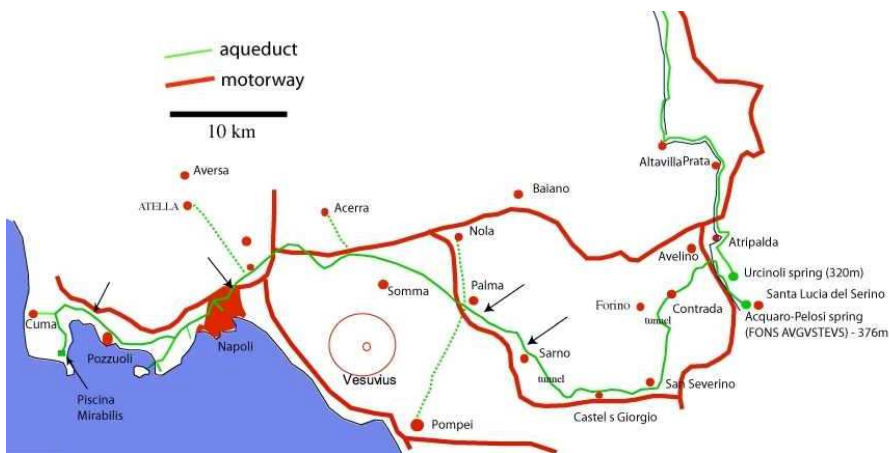 aqueduct
motorway
10 km
Altavilla
Prata
Aversa
Baiano
ATELLA
Acerra
Nola
Atripalda
Avelino
Urcinoli spring (320m)
Somma
Palma
Forino
Contrada
Santa Lucia del Serino
Acquaro-Pelosi spring
(FONS AVGVSTEVS) - 376m
tunnel
Cuma
Pozzuoli
Napoli
Sarno
Vesuvius
tunnel
San Severino
Piscina
Mirabilis
Castel s Giorgio
Pompei